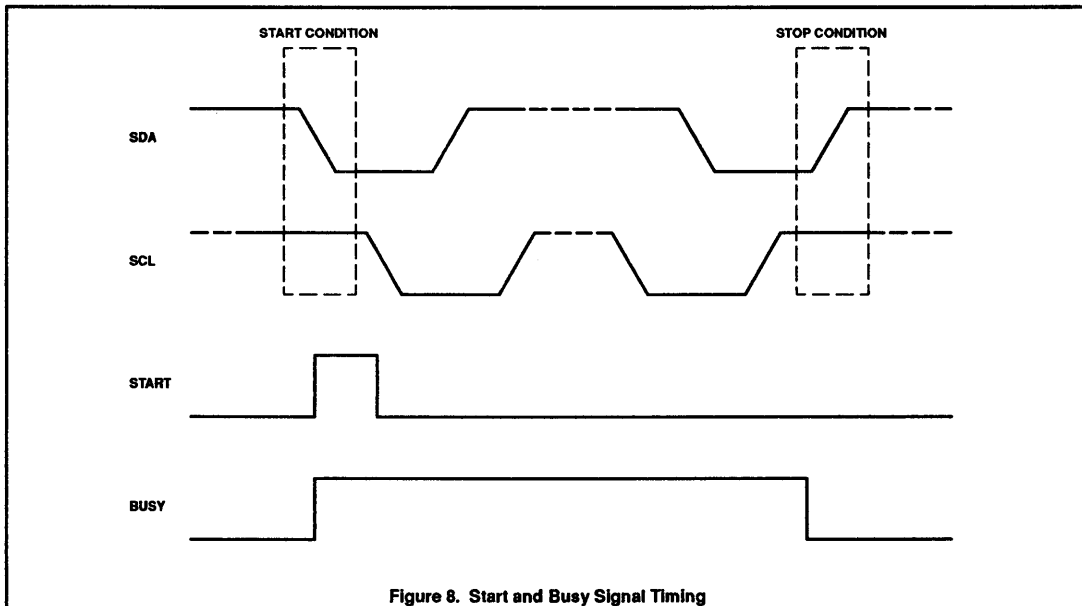 START CONDITION
STOP CONDITION
SDA
SCL
START
BUSY
Figure 8. Start and Busy Signal Timing